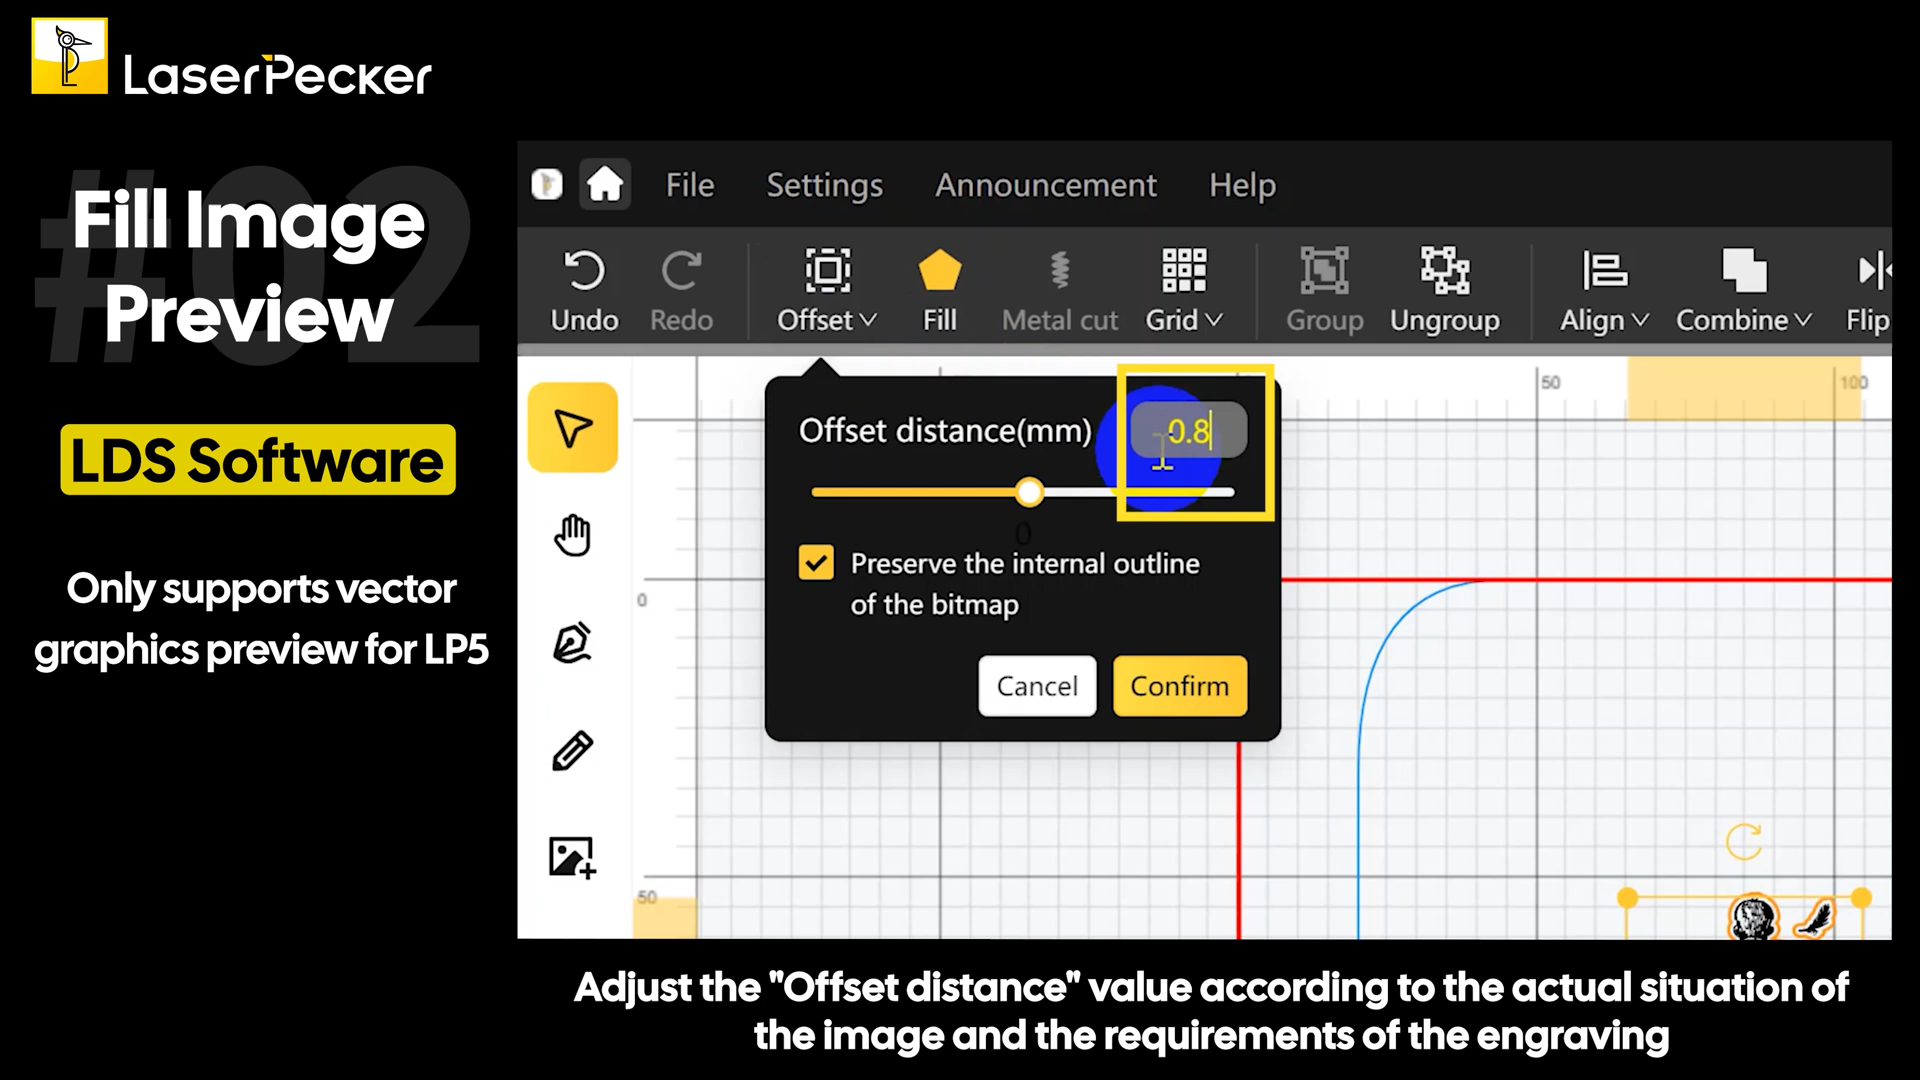 LaserPecker
#02
Fill Image
Preview
LDS Software
Only supports vector
graphics preview for LP5
File Settings Announcement Help
Undo Redo Offset Fill Metal cut Grid Group Ungroup Align Combine Flip
50 100
Offset distance(mm) 0.8
0
Preserve the internal outline
of the bitmap
Cancel Confirm
0
50
Adjust the "Offset distance" value according to the actual situation of
the image and the requirements of the engraving